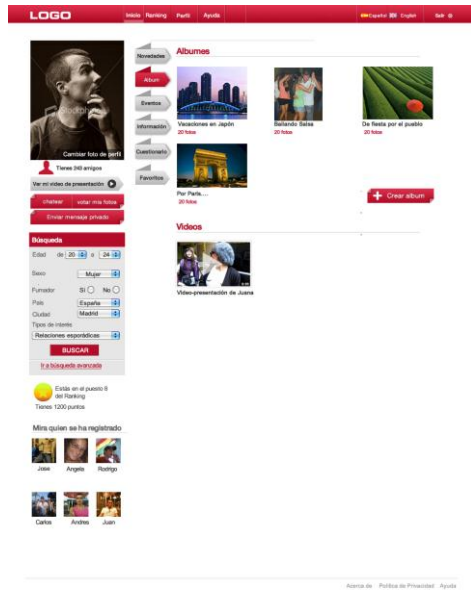 LOGO
Inicio Ranking Perfil Ayuda
Español English
Salir
Cambiar foto de perfil
Tienes 240 amigos
Ver mi vídeo de presentación
chatear votar mis fotos
Enviar mensaje privado
Búsqueda
Edad de 20 a 24
Sexo Mujer
Fumador Sí No
País España
Ciudad Madrid
Tipos de interés
Relaciones esporádicas
BUSCAR
Ir a búsqueda avanzada
Estás en el puesto 8
del Ranking
Tienes 1200 puntos
Mira quien se ha registrado
Jose Angela Rodrigo
Carlos Andrea Juan
Novedades
Album
Eventos
Información
Cuestionario
Favoritos
Albumes
Vacaciones en Japón
20 fotos
Bailando Salsa
20 fotos
De fiesta por el pueblo
20 fotos
Por París....
20 fotos
Crear album
Videos
Video-presentación de Juana
Acerca de Política de Privacidad Ayuda